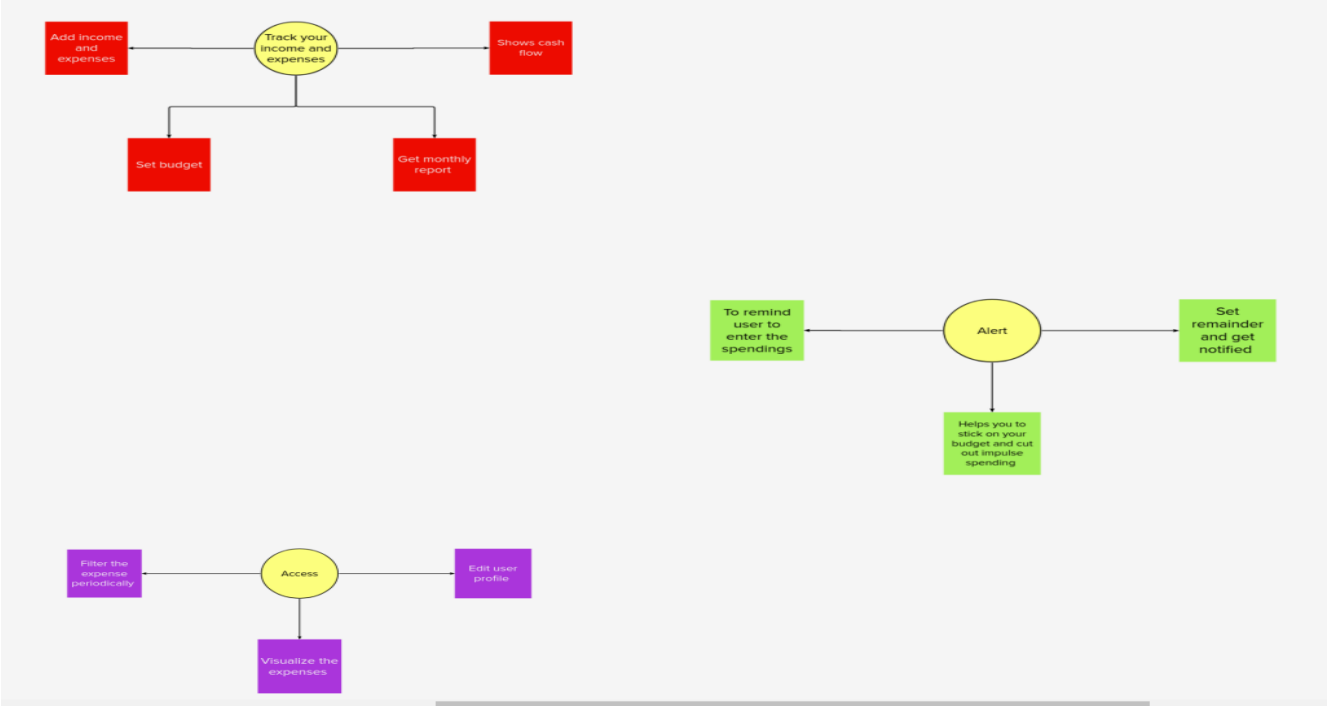 Add income
and
expenses
Track your
income and
expenses
Shows cash
flow
Set budget
Get monthly
report
To remind
user to
enter the
spendings
Alert
Set
remainder
and get
notified
Helps you to
stick on your
budget and cut
out impulse
spending
Filter the
expense
periodically
Access
Edit user
profile
Visualize the
expenses